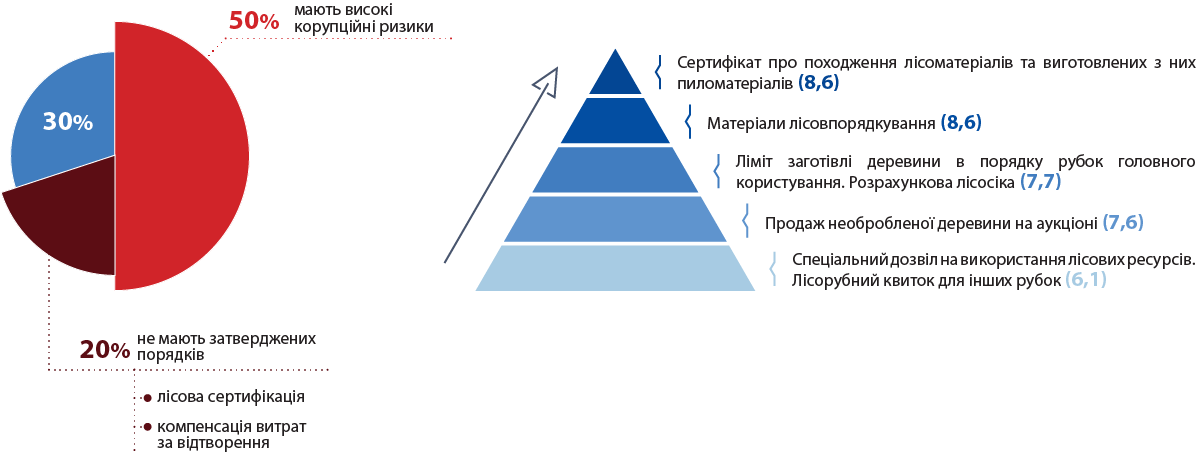 50% мають високі
корупційні ризики
30%
20% не мають затверджених
порядків
лісова сертифікація
компенсація витрат
за відтворення
Сертифікат про походження лісоматеріалів та виготовлених з них
пиломатеріалів (8,6)
Матеріали лісовпорядкування (8,6)
Ліміт заготівлі деревини в порядку рубок головного
користування. Розрахункова лісосіка (7,7)
Продаж необробленої деревини на аукціоні (7,6)
Спеціальний дозвіл на використання лісових ресурсів.
Лісорубний квиток для інших рубок (6,1)